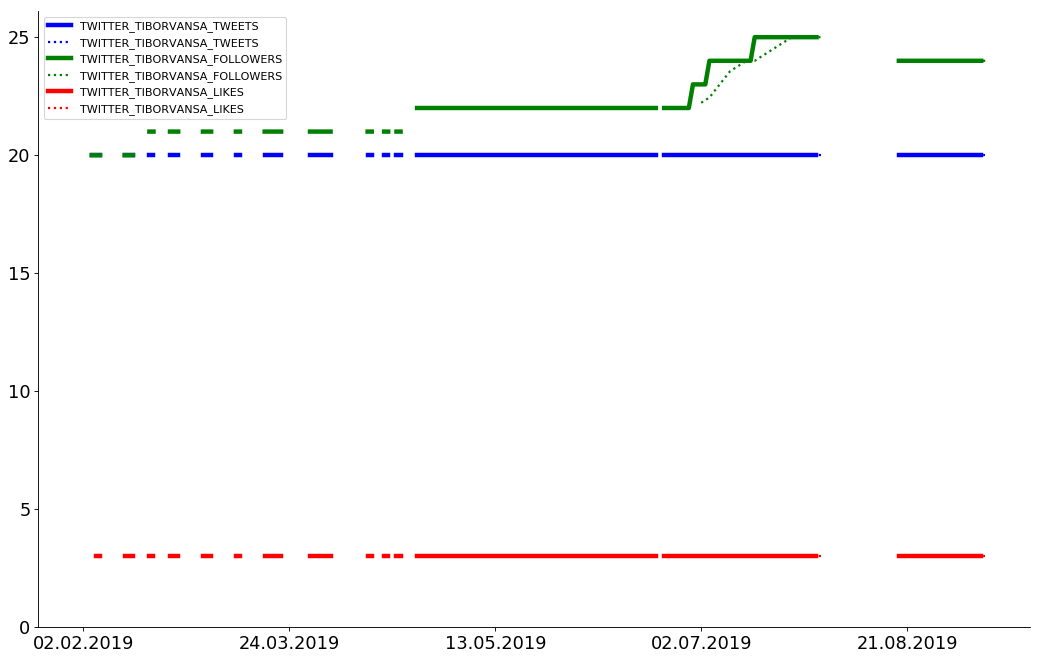 TWITTER_TIBORVANSA_TWEETS
TWITTER_TIBORVANSA_TWEETS
TWITTER_TIBORVANSA_FOLLOWERS
TWITTER_TIBORVANSA_FOLLOWERS
TWITTER_TIBORVANSA_LIKES
TWITTER_TIBORVANSA_LIKES
25
20
15
10
5
0
02.02.2019 24.03.2019 13.05.2019 02.07.2019 21.08.2019